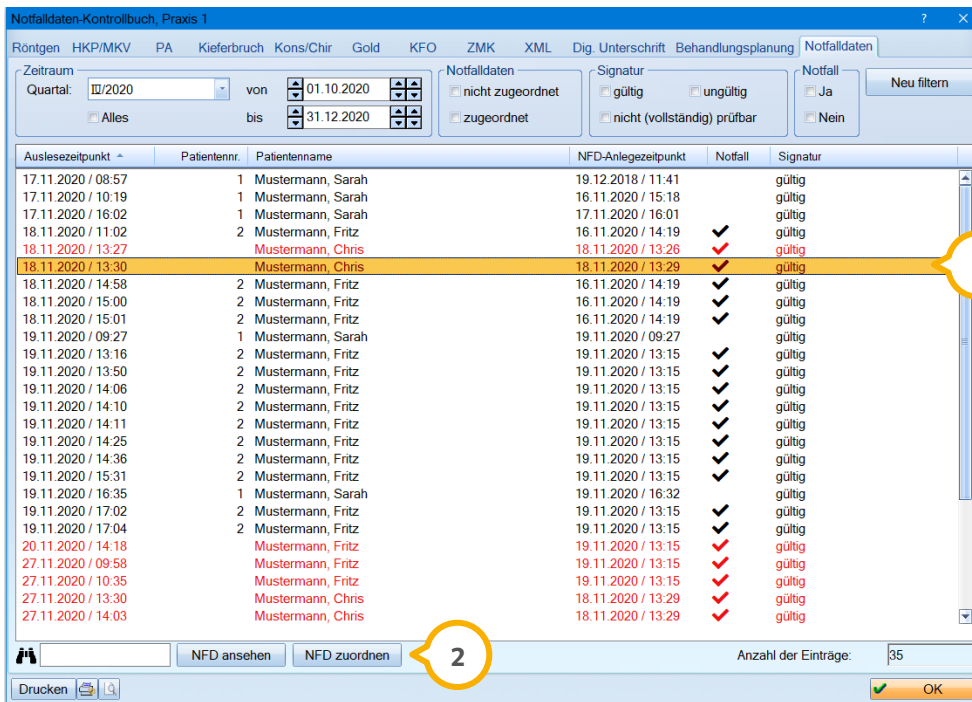 Notfalldaten-Kontrollbuch, Praxis 1 ? ×
Röntgen HKP/MKV PA Kieferbruch Kons/Chir Gold KFO ZMK XML Dig. Unterschrift Behandlungsplanung Notfalldaten
Zeitraum Notfalldaten Signatur Notfall
Quartal: IV/2020 von 01.10.2020 nicht zugeordnet gültig ungültig Ja Neu filtern
Alles bis 31.12.2020 zugeordnet nicht (vollständig) prüfbar Nein
Auslesezeitpunkt Patientennr. Patientenname NFD-Anlegezeitpunkt Notfall Signatur
17.11.2020 / 08:57 1 Mustermann, Sarah 19.12.2018 / 11:41 gültig
17.11.2020 / 10:19 1 Mustermann, Sarah 16.11.2020 / 15:18 gültig
17.11.2020 / 16:02 1 Mustermann, Sarah 17.11.2020 / 16:01 gültig
18.11.2020 / 11:02 2 Mustermann, Fritz 16.11.2020 / 14:19 ✔ gültig
18.11.2020 / 13:27 Mustermann, Chris 18.11.2020 / 13:26 ✔ gültig
18.11.2020 / 13:30 Mustermann, Chris 18.11.2020 / 13:29 ✔ gültig
18.11.2020 / 14:58 2 Mustermann, Fritz 16.11.2020 / 14:19 ✔ gültig
18.11.2020 / 15:00 2 Mustermann, Fritz 16.11.2020 / 14:19 ✔ gültig
18.11.2020 / 15:01 2 Mustermann, Fritz 16.11.2020 / 14:19 ✔ gültig
19.11.2020 / 09:27 1 Mustermann, Sarah 19.11.2020 / 09:27 gültig
19.11.2020 / 13:16 2 Mustermann, Fritz 19.11.2020 / 13:15 ✔ gültig
19.11.2020 / 13:50 2 Mustermann, Fritz 19.11.2020 / 13:15 ✔ gültig
19.11.2020 / 14:06 2 Mustermann, Fritz 19.11.2020 / 13:15 ✔ gültig
19.11.2020 / 14:10 2 Mustermann, Fritz 19.11.2020 / 13:15 ✔ gültig
19.11.2020 / 14:11 2 Mustermann, Fritz 19.11.2020 / 13:15 ✔ gültig
19.11.2020 / 14:25 2 Mustermann, Fritz 19.11.2020 / 13:15 ✔ gültig
19.11.2020 / 14:36 2 Mustermann, Fritz 19.11.2020 / 13:15 ✔ gültig
19.11.2020 / 15:31 2 Mustermann, Fritz 19.11.2020 / 13:15 ✔ gültig
19.11.2020 / 16:35 1 Mustermann, Sarah 19.11.2020 / 16:32 gültig
19.11.2020 / 17:02 2 Mustermann, Fritz 19.11.2020 / 13:15 ✔ gültig
19.11.2020 / 17:04 2 Mustermann, Fritz 19.11.2020 / 13:15 ✔ gültig
20.11.2020 / 14:18 Mustermann, Fritz 19.11.2020 / 13:15 ✔ gültig
27.11.2020 / 09:58 Mustermann, Fritz 19.11.2020 / 13:15 ✔ gültig
27.11.2020 / 10:35 Mustermann, Fritz 19.11.2020 / 13:15 ✔ gültig
27.11.2020 / 13:30 Mustermann, Chris 18.11.2020 / 13:29 ✔ gültig
27.11.2020 / 14:03 Mustermann, Chris 18.11.2020 / 13:29 ✔ gültig
NFD ansehen NFD zuordnen 2 Anzahl der Einträge: 35
Drucken OK